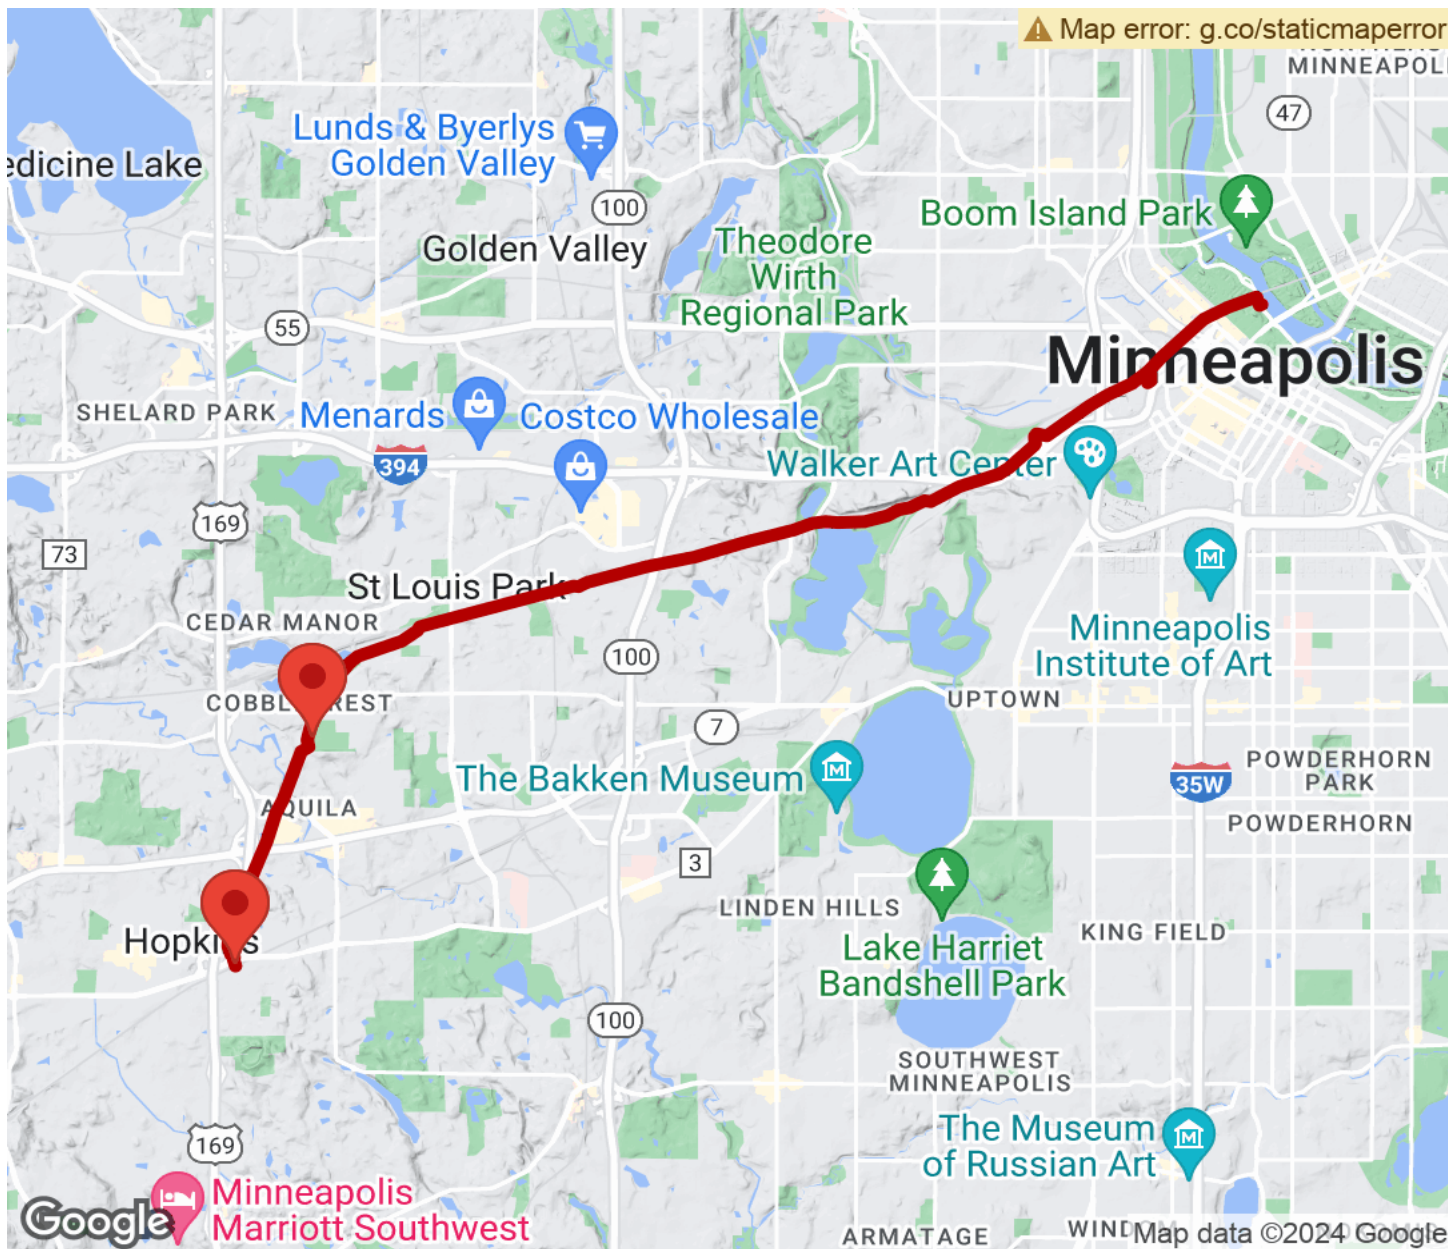 Map error: g.co/staticmaperror
MINNEAPOL
47
Lunds & Byerlys
Golden Valley
edicine Lake
100
Boom Island Park
Golden Valley
Theodore
Wirth
Regional Park
55
Minneapolis
SHELARD PARK
Menards
Costco Wholesale
394
Walker Art Center
169
73
St Louis Park
CEDAR MANOR
Minneapolis
Institute of Art
100
COBBL REST
UPTOWN
7
The Bakken Museum
35W
POWDERHORN
PARK
AQUILA
POWDERHORN
3
LINDEN HILLS
KING FIELD
Hopkins
Lake Harriet
Bandshell Park
100
SOUTHWEST
MINNEAPOLIS
169
The Museum
of Russian Art
Minneapolis
Marriott Southwest
Google
ARMATAGE
WINDOM
Map data ©2024 Google